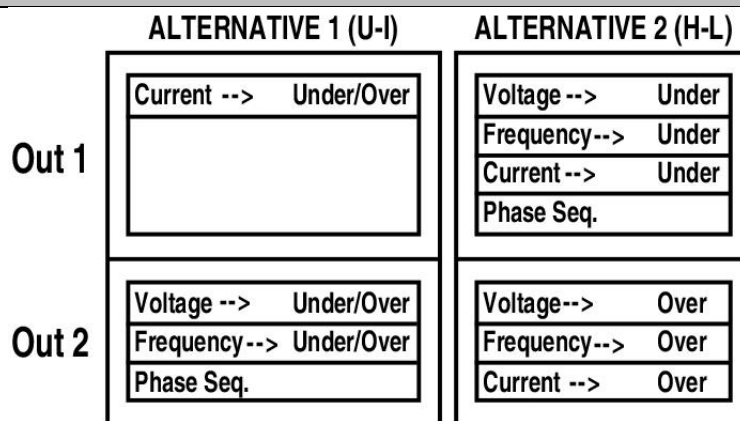 ALTERNATIVE 1 (U-I) ALTERNATIVE 2 (H-L)
Out 1
Current --> Under/Over
Voltage --> Under
Frequency--> Under
Current --> Under
Phase Seq.
Out 2
Voltage --> Under/Over
Frequency--> Under/Over
Phase Seq.
Voltage--> Over
Frequency--> Over
Current --> Over